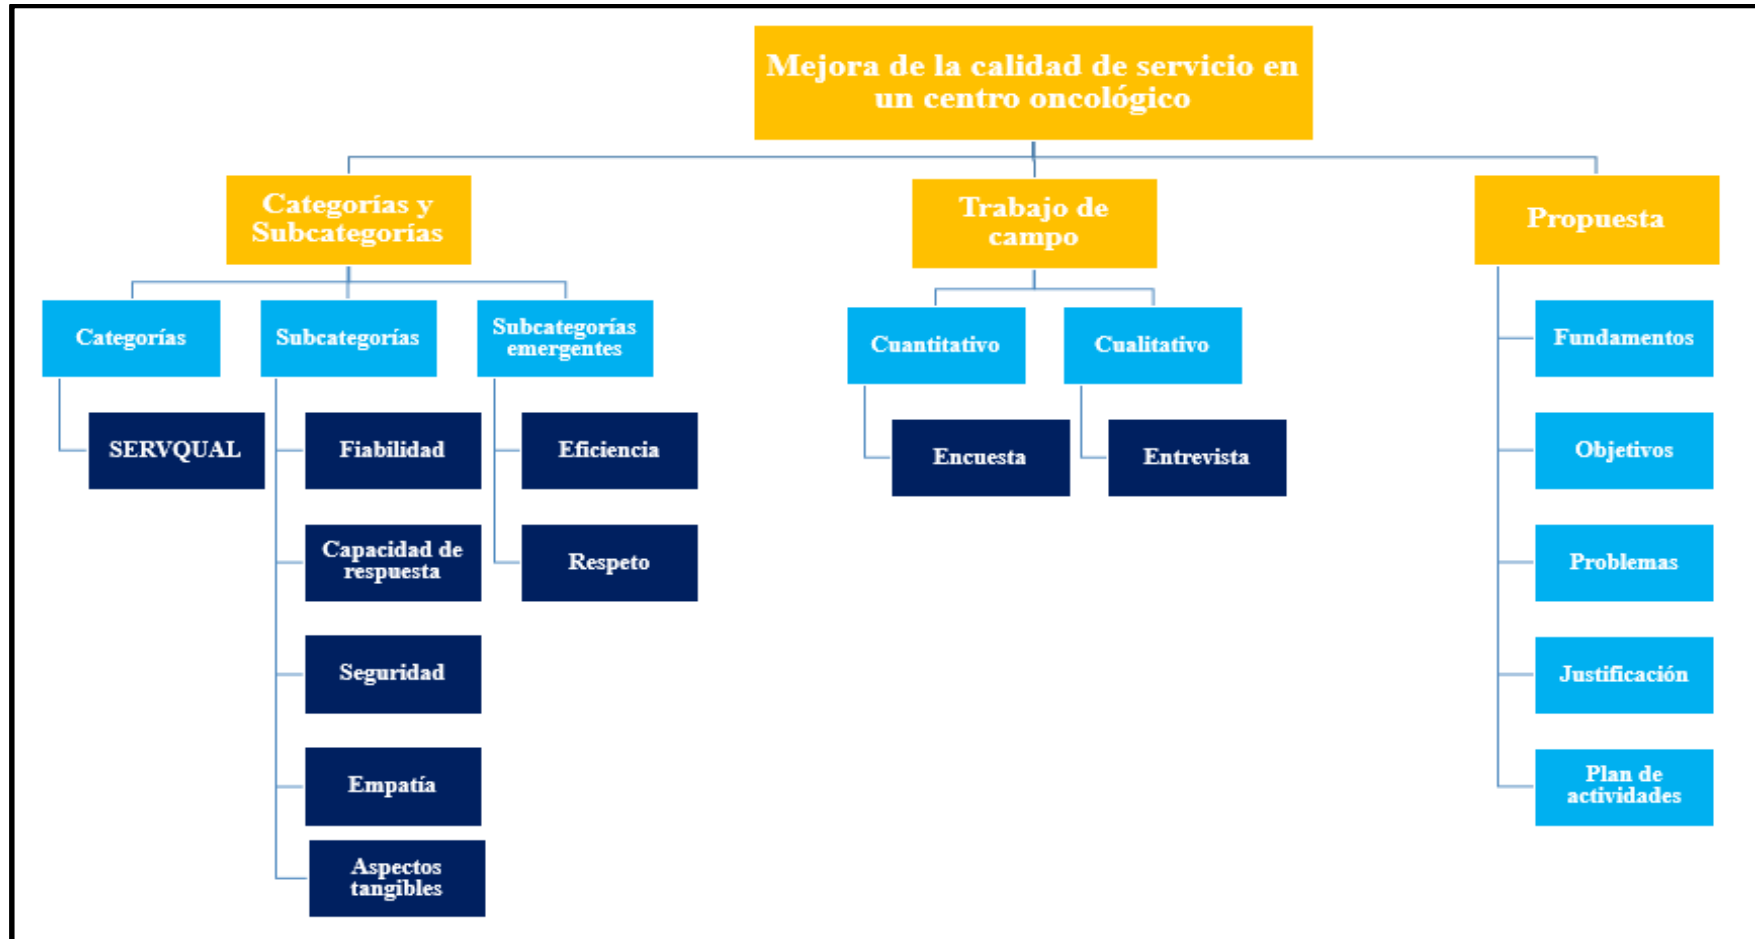 Mejora de la calidad de servicio en
un centro oncológico
Categorías y
Subcategorías
Trabajo de
campo
Propuesta
Categorías
Subcategorías
Subcategorías
emergentes
Cuantitativo
Cualitativo
Fundamentos
SERVQUAL
Fiabilidad
Eficiencia
Encuesta
Entrevista
Objetivos
Capacidad de
respuesta
Respeto
Problemas
Seguridad
Justificación
Empatía
Plan de
actividades
Aspectos
tangibles